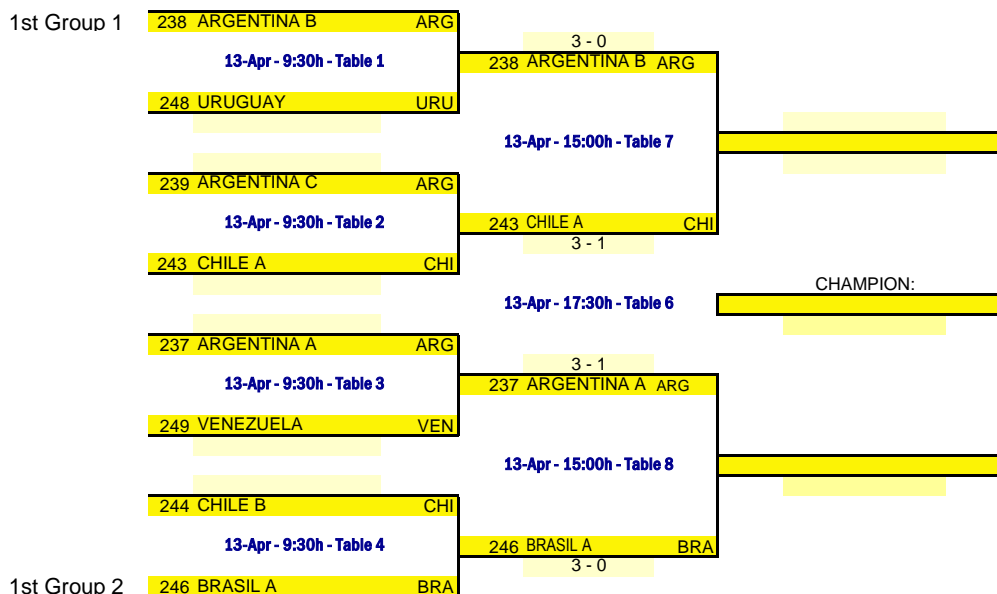 1st Group 1 238 ARGENTINA B ARG
13-Apr - 9:30h - Table 1
248 URUGUAY URU
3 - 0
238 ARGENTINA B ARG
13-Apr - 15:00h - Table 7
239 ARGENTINA C ARG
13-Apr - 9:30h - Table 2
243 CHILE A CHI
243 CHILE A CHI
3 - 1
13-Apr - 17:30h - Table 6
CHAMPION:
237 ARGENTINA A ARG
13-Apr - 9:30h - Table 3
249 VENEZUELA VEN
3 - 1
237 ARGENTINA A ARG
13-Apr - 15:00h - Table 8
244 CHILE B CHI
13-Apr - 9:30h - Table 4
1st Group 2 246 BRASIL A BRA
246 BRASIL A BRA
3 - 0